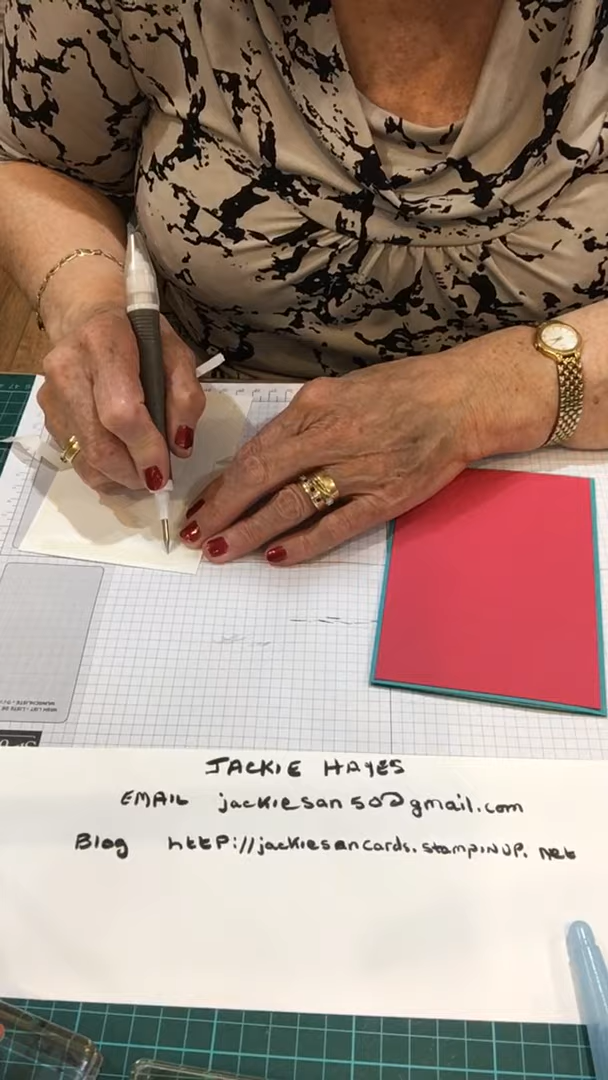 JACKIE HAYES
EMAIL jackiesan50@gmail.com
Blog http://jackiesancards.stampinup.net